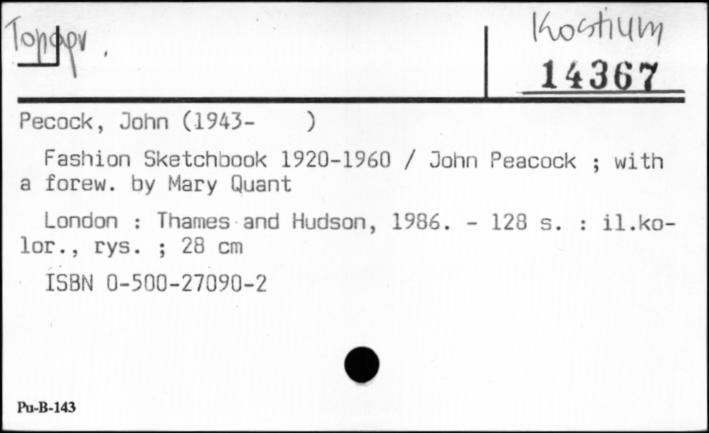 Kostium
14367
Pecock, John (1943-     )
Fashion Sketchbook 1920-1960 / John Peacock ; with
a forew. by Mary Quant
London : Thames and Hudson, 1986. - 128 s. : il.ko-
lor., rys. ; 28 cm
ISBN 0-500-27090-2
Pu-B-143